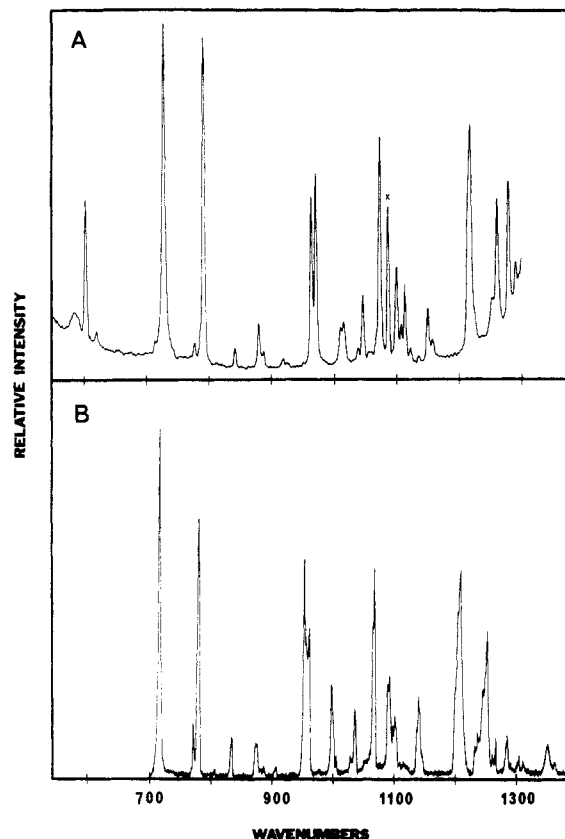 A
x
RELATIVE INTENSITY
B
700 900 1100 1300
WAVENUMBERS